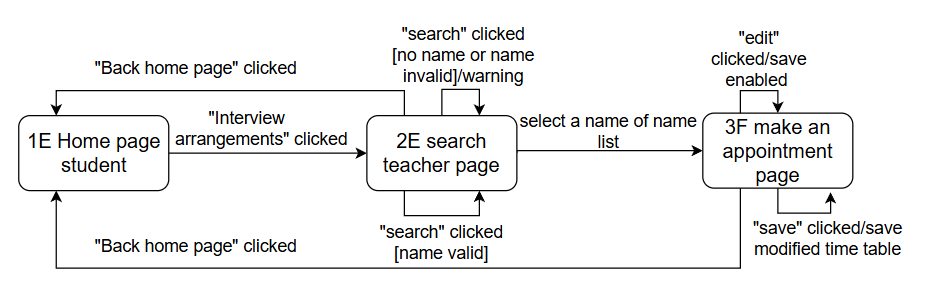 "search" clicked
[no name or name
invalid]/warning
"edit"
clicked/save
enabled
"Back home page" clicked
"Interview
arrangements" clicked
select a name of name
list
1E Home page
student
2E search
teacher page
3F make an
appointment
page
"search" clicked
[name valid]
"save" clicked/save
modified time table
"Back home page" clicked